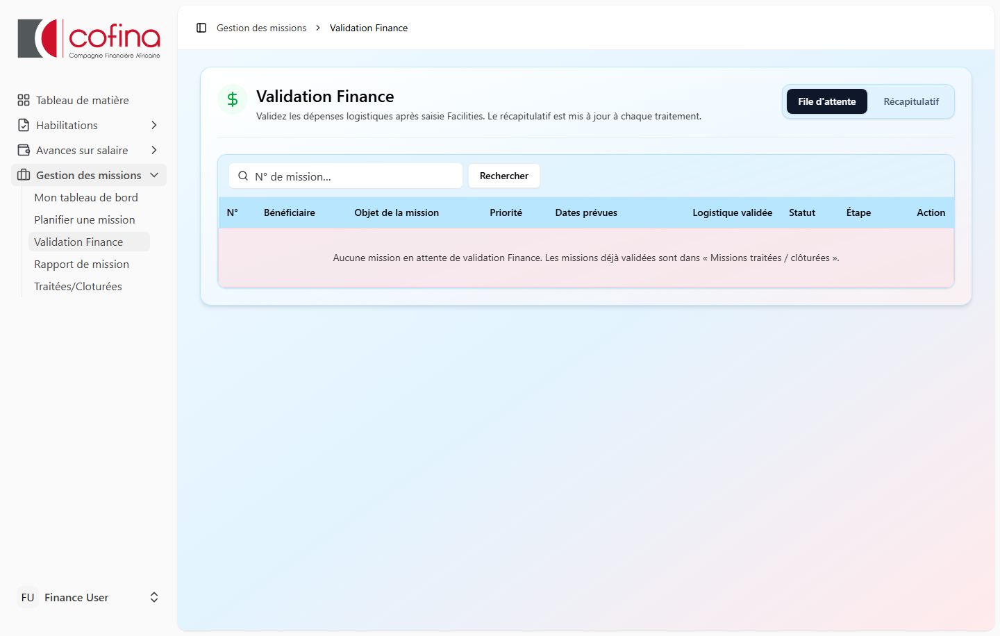 cofina
Compagnie Financière Africaine
Tableau de matière
Habilitations
Avances sur salaire
Gestion des missions
Mon tableau de bord
Planifier une mission
Validation Finance
Rapport de mission
Traitées/Cloturées
FU Finance User
Gestion des missions > Validation Finance
Validation Finance
Validez les dépenses logistiques après saisie Facilities. Le récapitulatif est mis à jour à chaque traitement.
File d'attente Récapitulatif
N° de mission... Rechercher
N° Bénéficiaire Objet de la mission Priorité Dates prévues Logistique validée Statut Étape Action
Aucune mission en attente de validation Finance. Les missions déjà validées sont dans « Missions traitées / clôturées ».